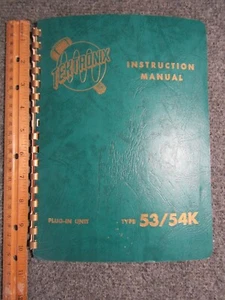 TEKTRONIX
INSTRUCTION
MANUAL
PLUG-IN UNIT
TYPE 53/54K